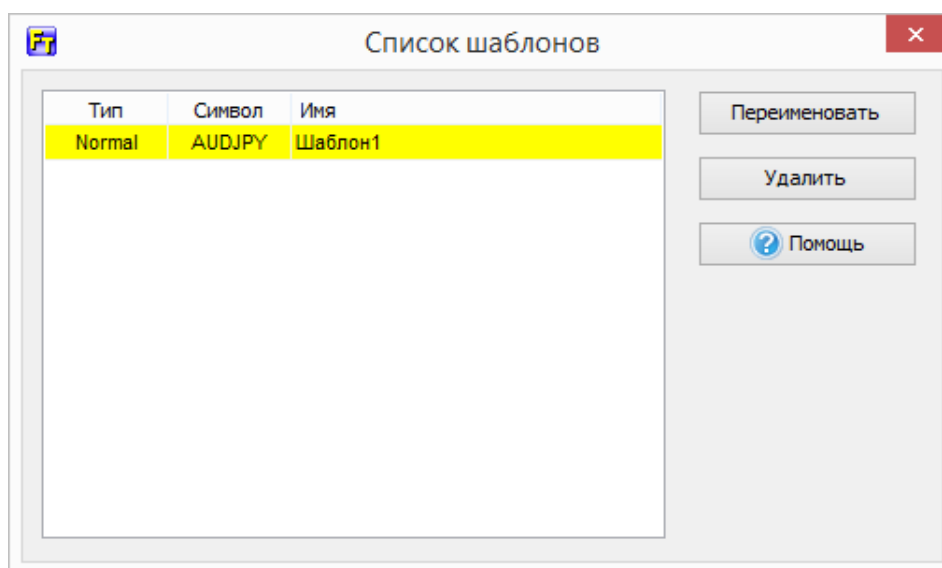 FT
Список шаблонов
Тип Символ Имя
Normal AUDJPY Шаблон1
Переименовать
Удалить
? Помощь